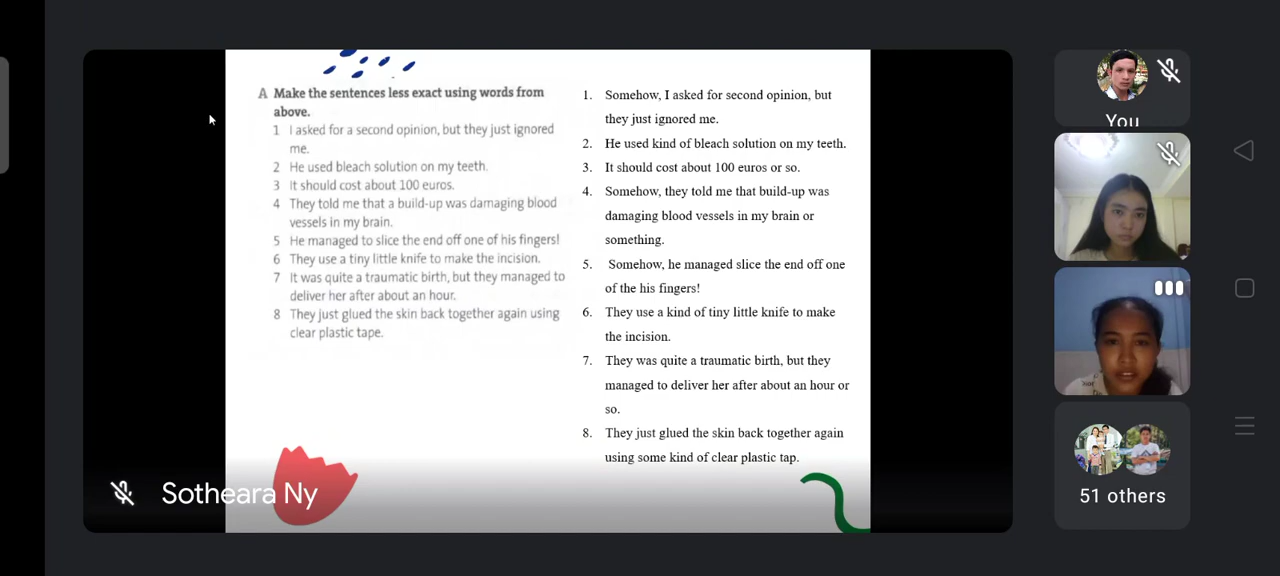 A Make the sentences less exact using words from
above.
1 I asked for a second opinion, but they just ignored
me.
2 He used bleach solution on my teeth.
3 It should cost about 100 euros.
4 They told me that a build-up was damaging blood
vessels in my brain.
5 He managed to slice the end off one of his fingers!
6 They use a tiny little knife to make the incision.
7 It was quite a traumatic birth, but they managed to
deliver her after about an hour.
8 They just glued the skin back together again using
clear plastic tape.
1. Somehow, I asked for second opinion, but
they just ignored me.
2. He used kind of bleach solution on my teeth.
3. It should cost about 100 euros or so.
4. Somehow, they told me that build-up was
damaging blood vessels in my brain or
something.
5. Somehow, he managed slice the end off one
of the his fingers!
6. They use a kind of tiny little knife to make
the incision.
7. They was quite a traumatic birth, but they
managed to deliver her after about an hour or
so.
8. They just glued the skin back together again
using some kind of clear plastic tap.
Sotheara Ny
You
51 others